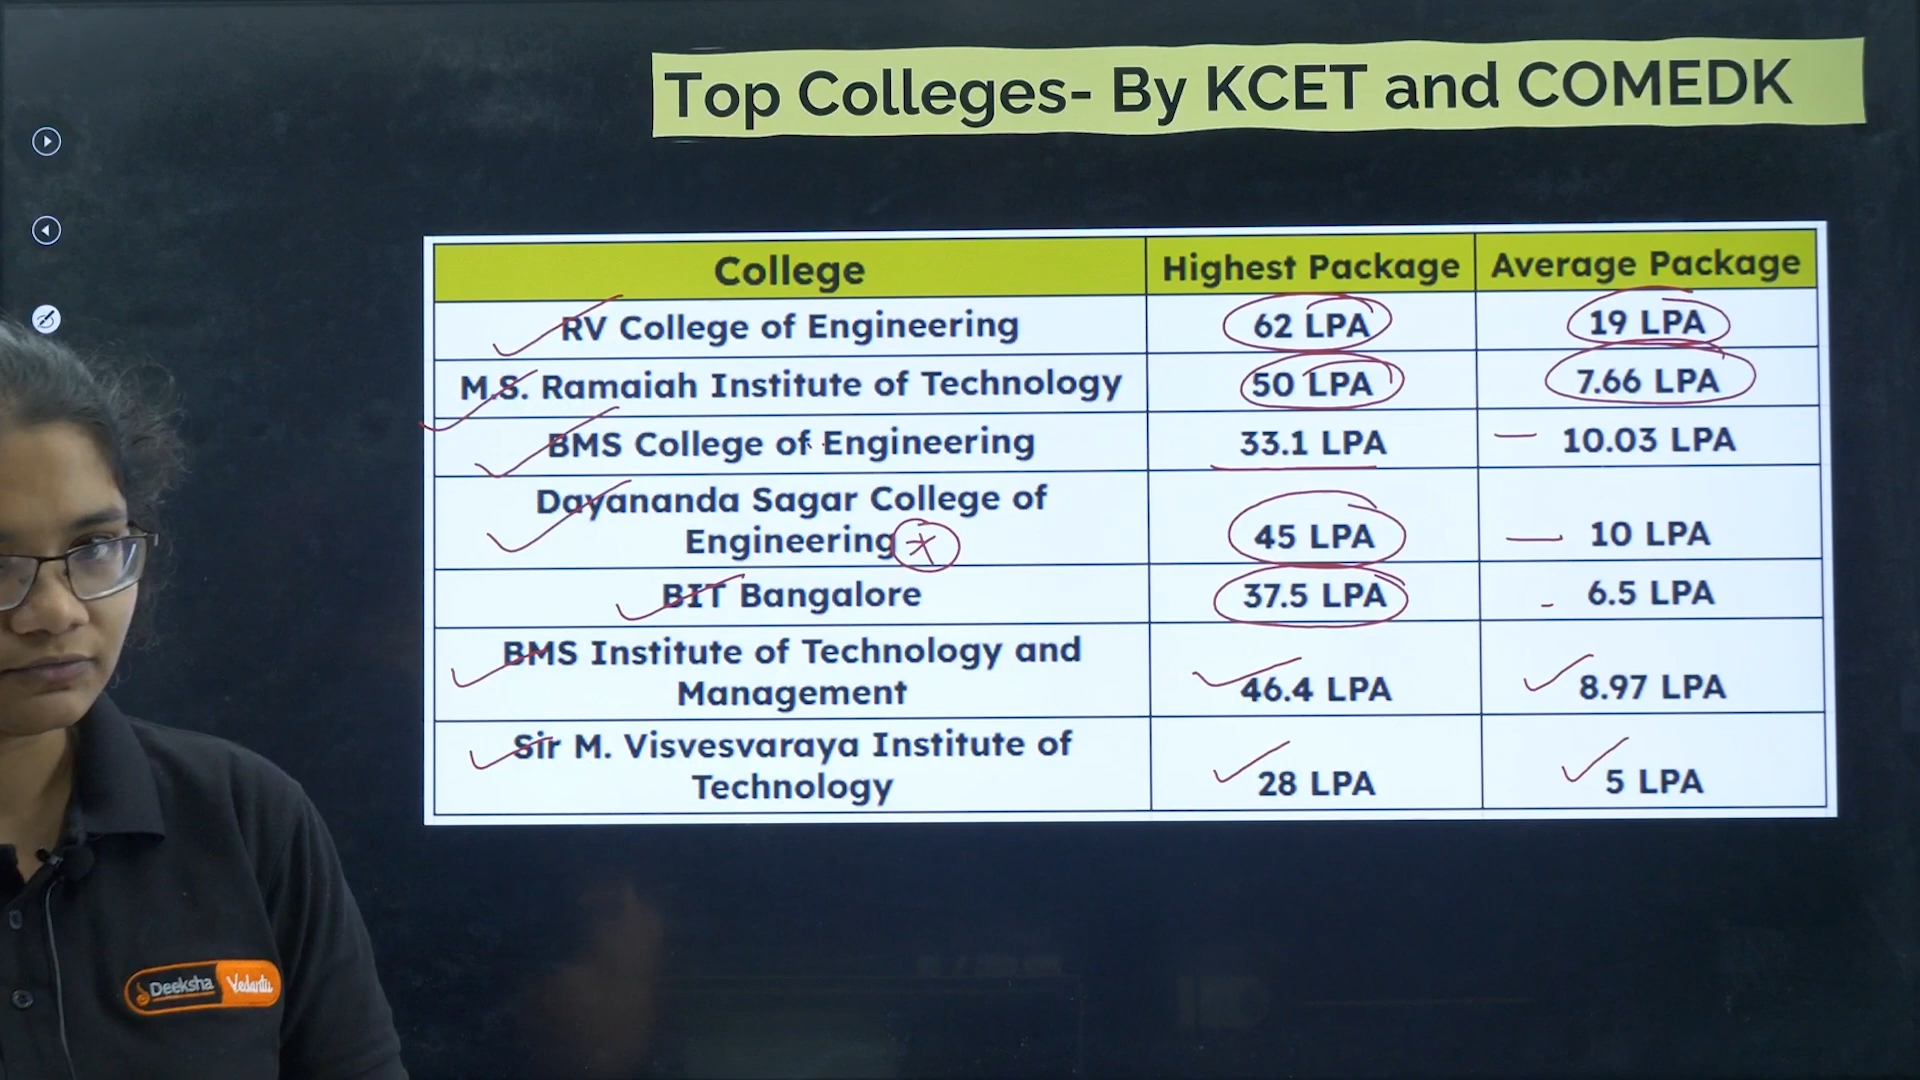 Top Colleges- By KCET and COMEDK
College Highest Package Average Package
RV College of Engineering 62 LPA 19 LPA
M.S. Ramaiah Institute of Technology 50 LPA 7.66 LPA
BMS College of Engineering 33.1 LPA 10.03 LPA
Dayananda Sagar College of
Engineering 45 LPA 10 LPA
BIT Bangalore 37.5 LPA 6.5 LPA
BMS Institute of Technology and
Management 46.4 LPA 8.97 LPA
Sir M. Visvesvaraya Institute of
Technology 28 LPA 5 LPA
Deeksha Vedantu